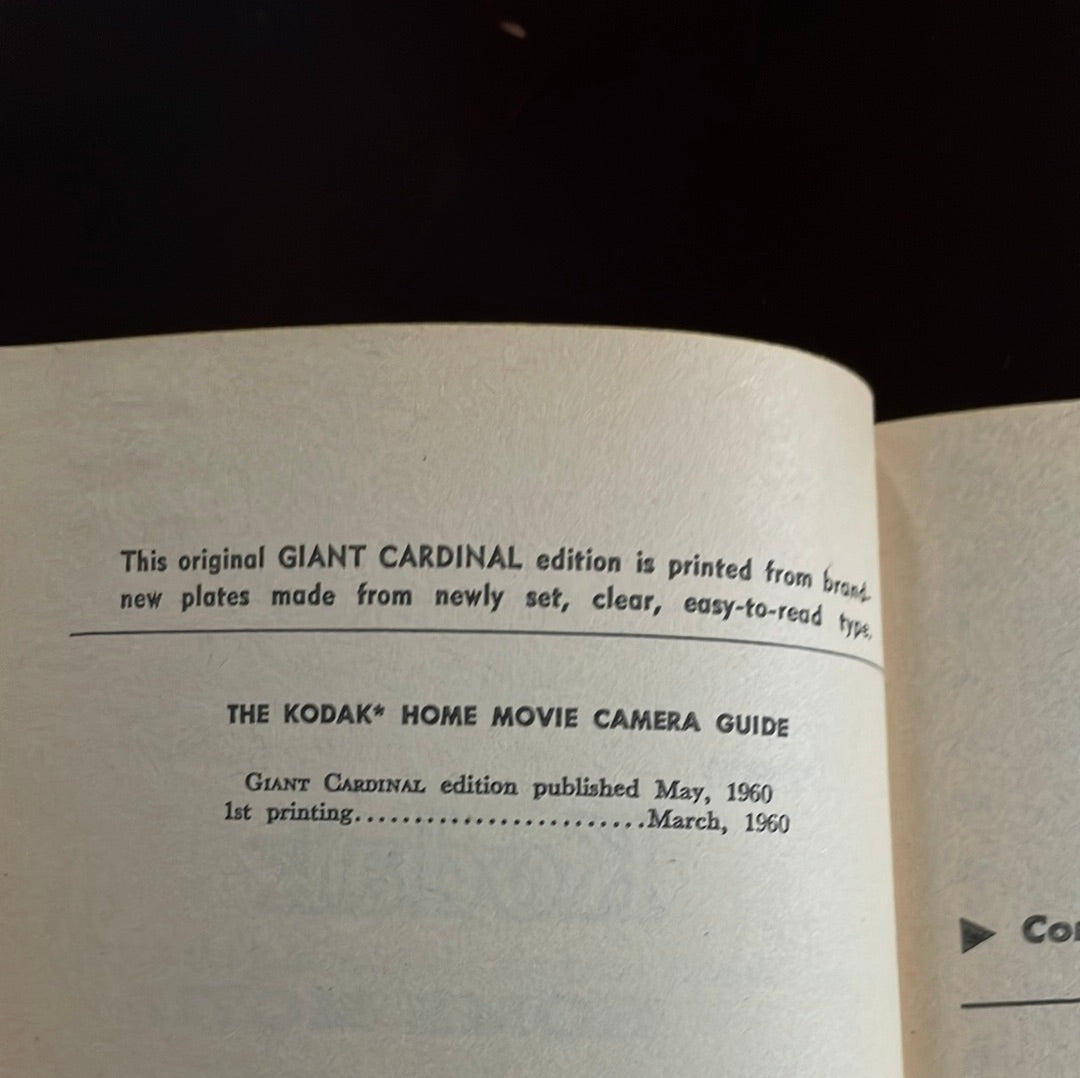 This original GIANT CARDINAL edition is printed from brand
new plates made from newly set, clear, easy-to-read type.
THE KODAK* HOME MOVIE CAMERA GUIDE
GIANT CARDINAL edition published May, 1960
1st printing........................March, 1960